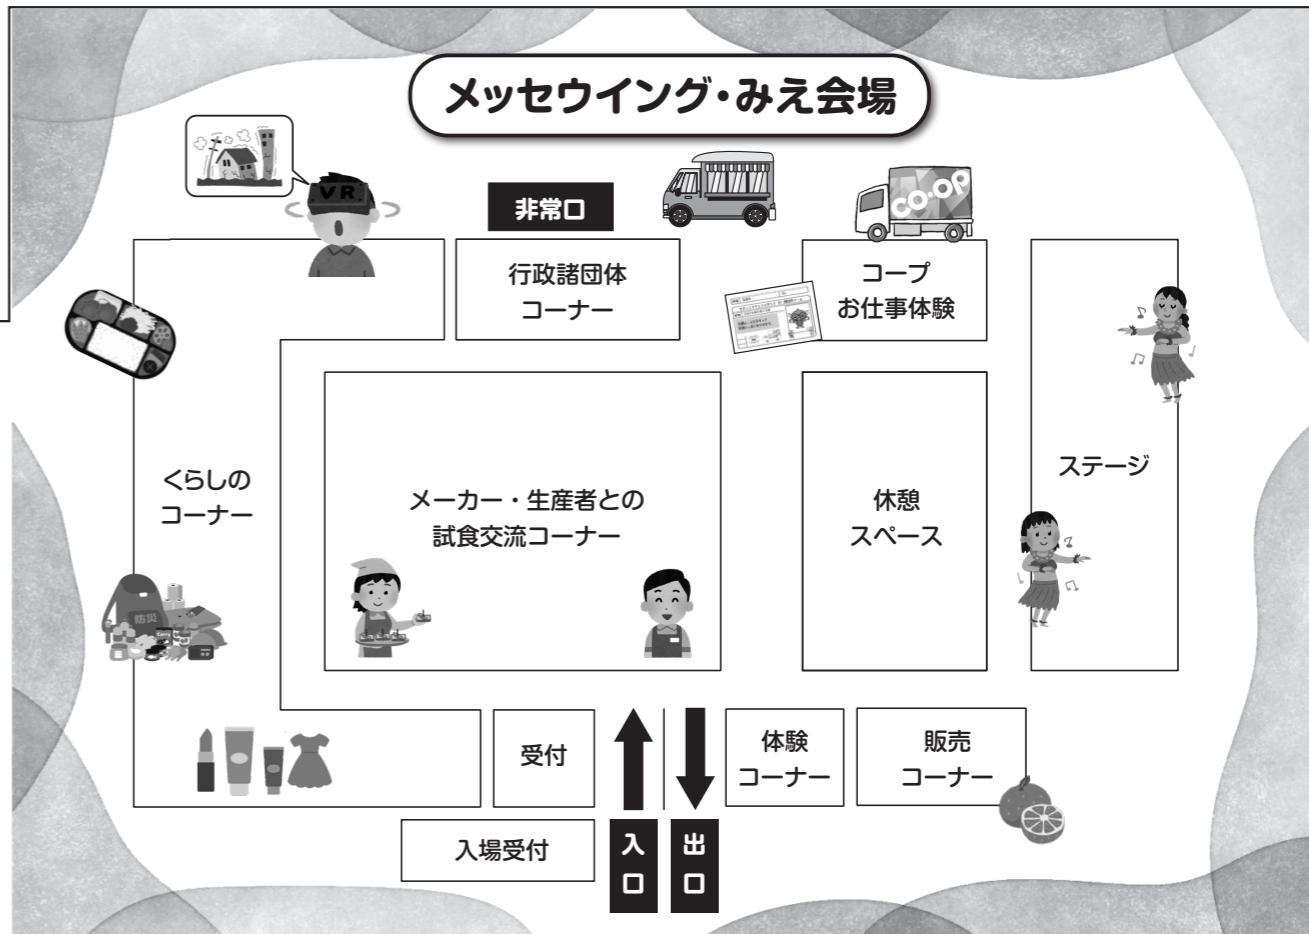 メッセウイング・みえ会場
VR
非常口
co・op
行政諸団体
コーナー
コープ
お仕事体験
くらしの
コーナー
メーカー・生産者との
試食交流コーナー
休憩
スペース
ステージ
防災
受付
体験
コーナー
販売
コーナー
入場受付
入口
出口